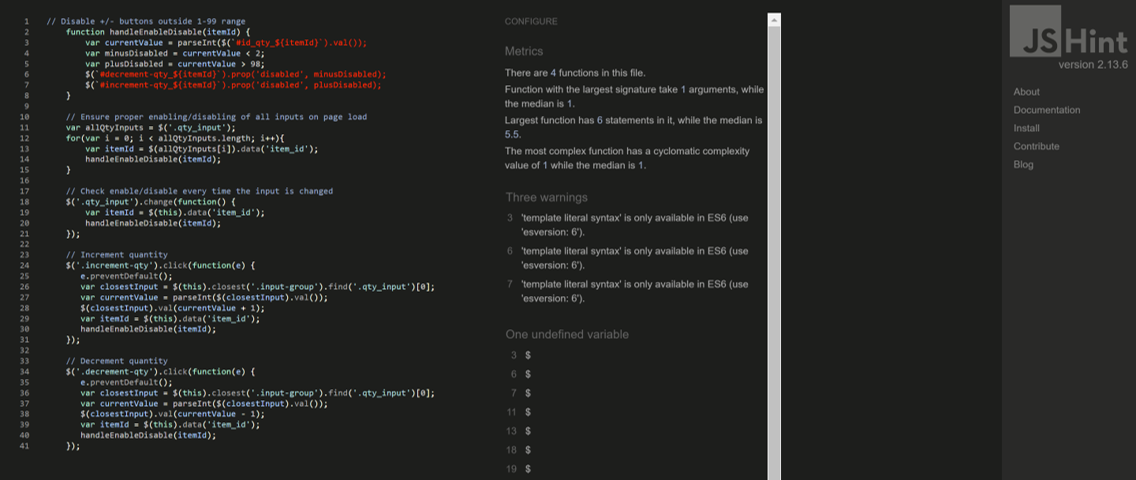 1 // Disable +/- buttons outside 1-99 range
2 function handleEnableDisable(itemId) {
3 var currentValue = parseInt($(`#id_qty_${itemId}`).val());
4 var minusDisabled = currentValue < 2;
5 var plusDisabled = currentValue > 98;
6 $(`#decrement-qty_${itemId}`).prop('disabled', minusDisabled);
7 $(`#increment-qty_${itemId}`).prop('disabled', plusDisabled);
8 }
9
10 // Ensure proper enabling/disabling of all inputs on page load
11 var allQtyInputs = $('.qty_input');
12 for(var i = 0; i < allQtyInputs.length; i++){
13 var itemId = $(allQtyInputs[i]).data('item_id');
14 handleEnableDisable(itemId);
15 }
16
17 // Check enable/disable every time the input is changed
18 $('.qty_input').change(function() {
19 var itemId = $(this).data('item_id');
20 handleEnableDisable(itemId);
21 });
22
23 // Increment quantity
24 $('.increment-qty').click(function(e) {
25 e.preventDefault();
26 var closestInput = $(this).closest('.input-group').find('.qty_input')[0];
27 var currentValue = parseInt($(closestInput).val());
28 $(closestInput).val(currentValue + 1);
29 var itemId = $(this).data('item_id');
30 handleEnableDisable(itemId);
31 });
32
33 // Decrement quantity
34 $('.decrement-qty').click(function(e) {
35 e.preventDefault();
36 var closestInput = $(this).closest('.input-group').find('.qty_input')[0];
37 var currentValue = parseInt($(closestInput).val());
38 $(closestInput).val(currentValue - 1);
39 var itemId = $(this).data('item_id');
40 handleEnableDisable(itemId);
41 });
CONFIGURE
Metrics
There are 4 functions in this file.
Function with the largest signature take 1 arguments, while
the median is 1.
Largest function has 6 statements in it, while the median is
5.5.
The most complex function has a cyclomatic complexity
value of 1 while the median is 1.
Three warnings
3 'template literal syntax' is only available in ES6 (use
'esversion: 6').
6 'template literal syntax' is only available in ES6 (use
'esversion: 6').
7 'template literal syntax' is only available in ES6 (use
'esversion: 6').
One undefined variable
3 $
6 $
7 $
11 $
13 $
18 $
19 $
JSHint
version 2.13.6
About
Documentation
Install
Contribute
Blog